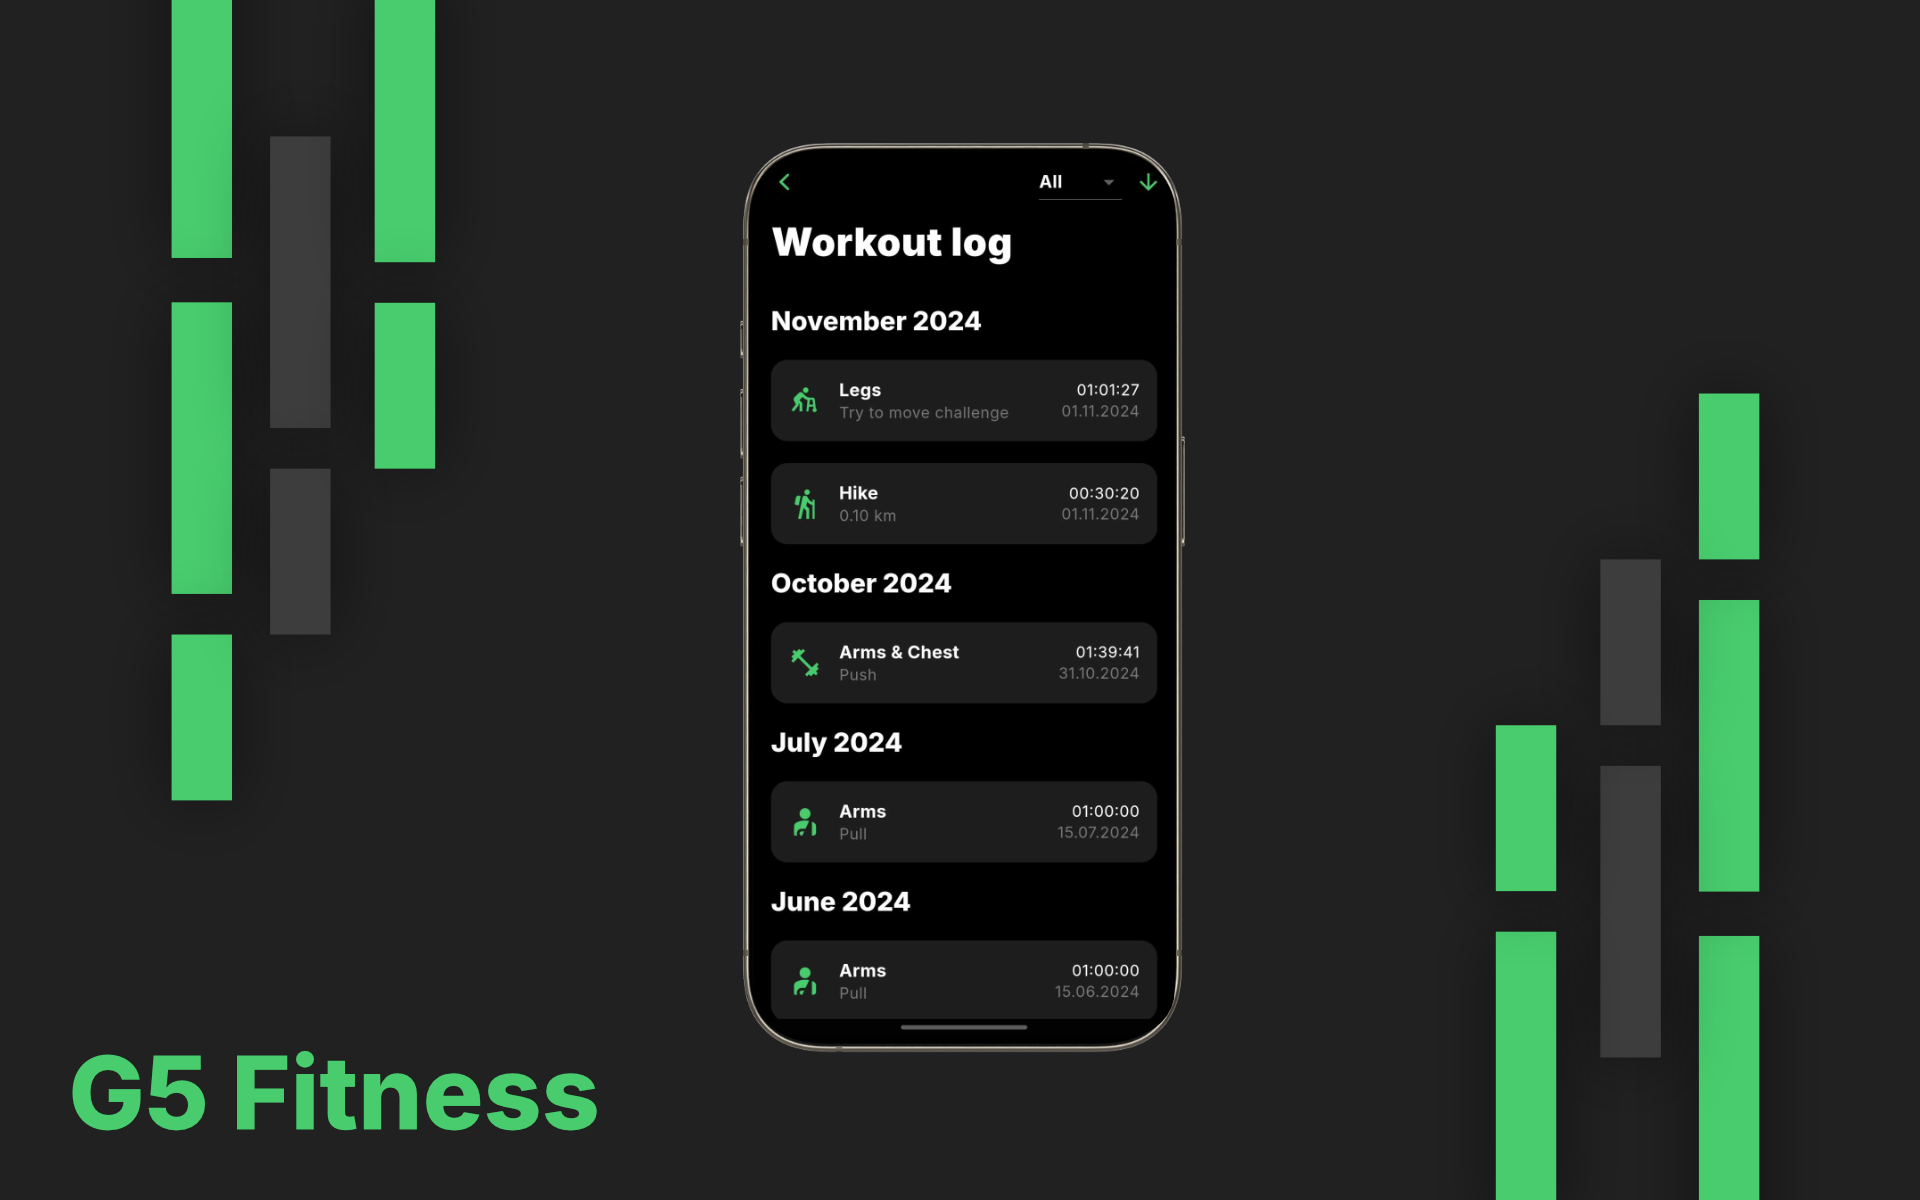 All
Workout log
November 2024
Legs 01:01:27
Try to move challenge 01.11.2024
Hike 00:30:20
0.10 km 01.11.2024
October 2024
Arms & Chest 01:39:41
Push 31.10.2024
July 2024
Arms 01:00:00
Pull 15.07.2024
June 2024
Arms 01:00:00
Pull 15.06.2024
G5 Fitness